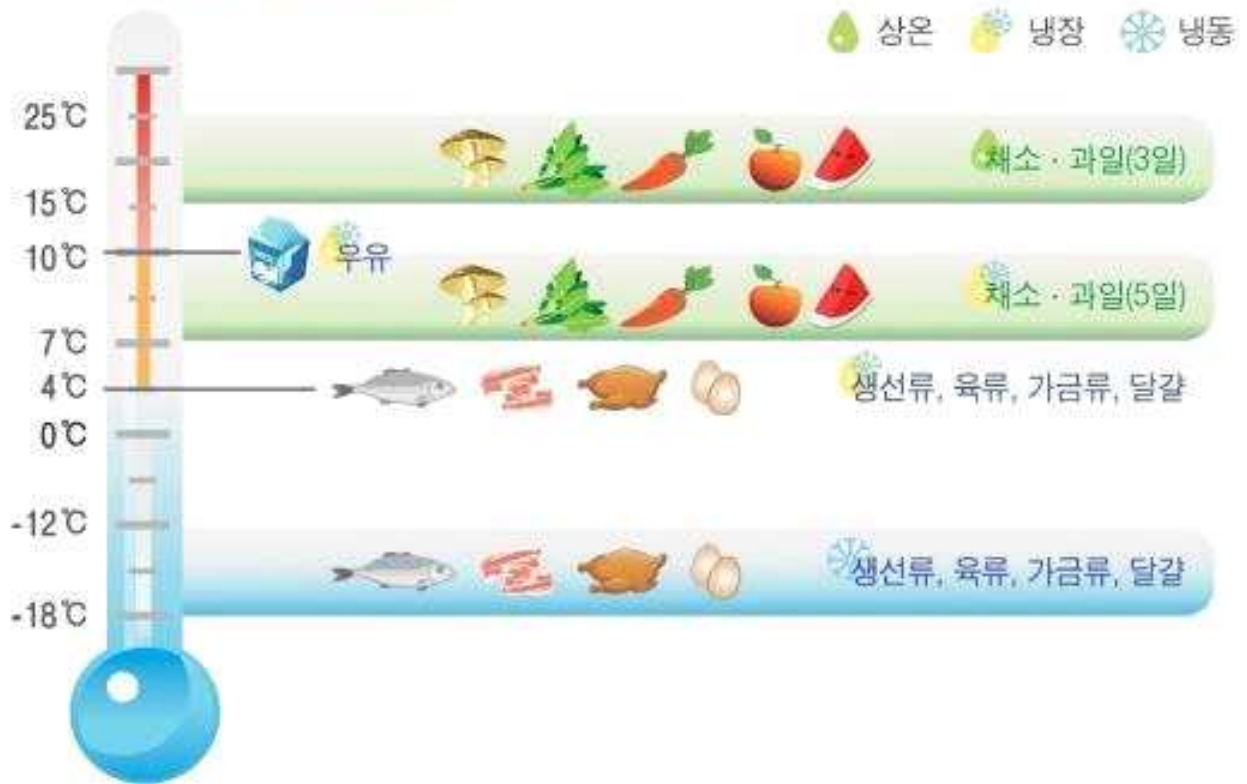 상온 냉장 냉동
25℃
채소 · 과일(3일)
15℃
10℃
우유
채소 · 과일(5일)
7℃
4℃
생선류, 육류, 가금류, 달걀
0℃
-12℃
생선류, 육류, 가금류, 달걀
-18℃